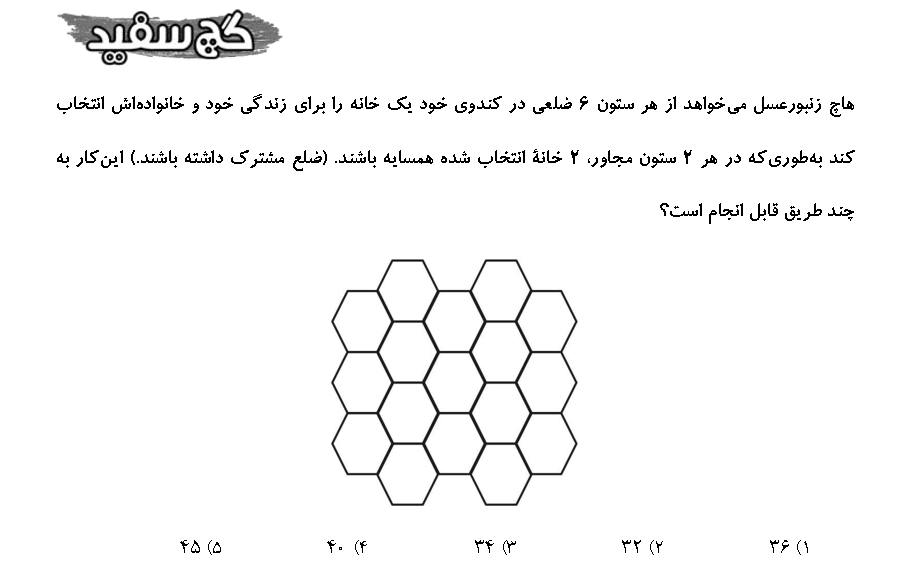 گچ سفید
هاچ زنبورعسل می‌خواهد از هر ستون ۶ ضلعی در کندوی خود یک خانه را برای زندگی خود و خانواده‌اش انتخاب
کند به‌طوری‌که در هر ۲ ستون مجاور، ۲ خانهٔ انتخاب شده همسایه باشند. (ضلع مشترک داشته باشند.) این‌کار به
چند طریق قابل انجام است؟
۱) ۳۶ ۲) ۳۲ ۳) ۳۴ ۴) ۴۰ ۵) ۴۵